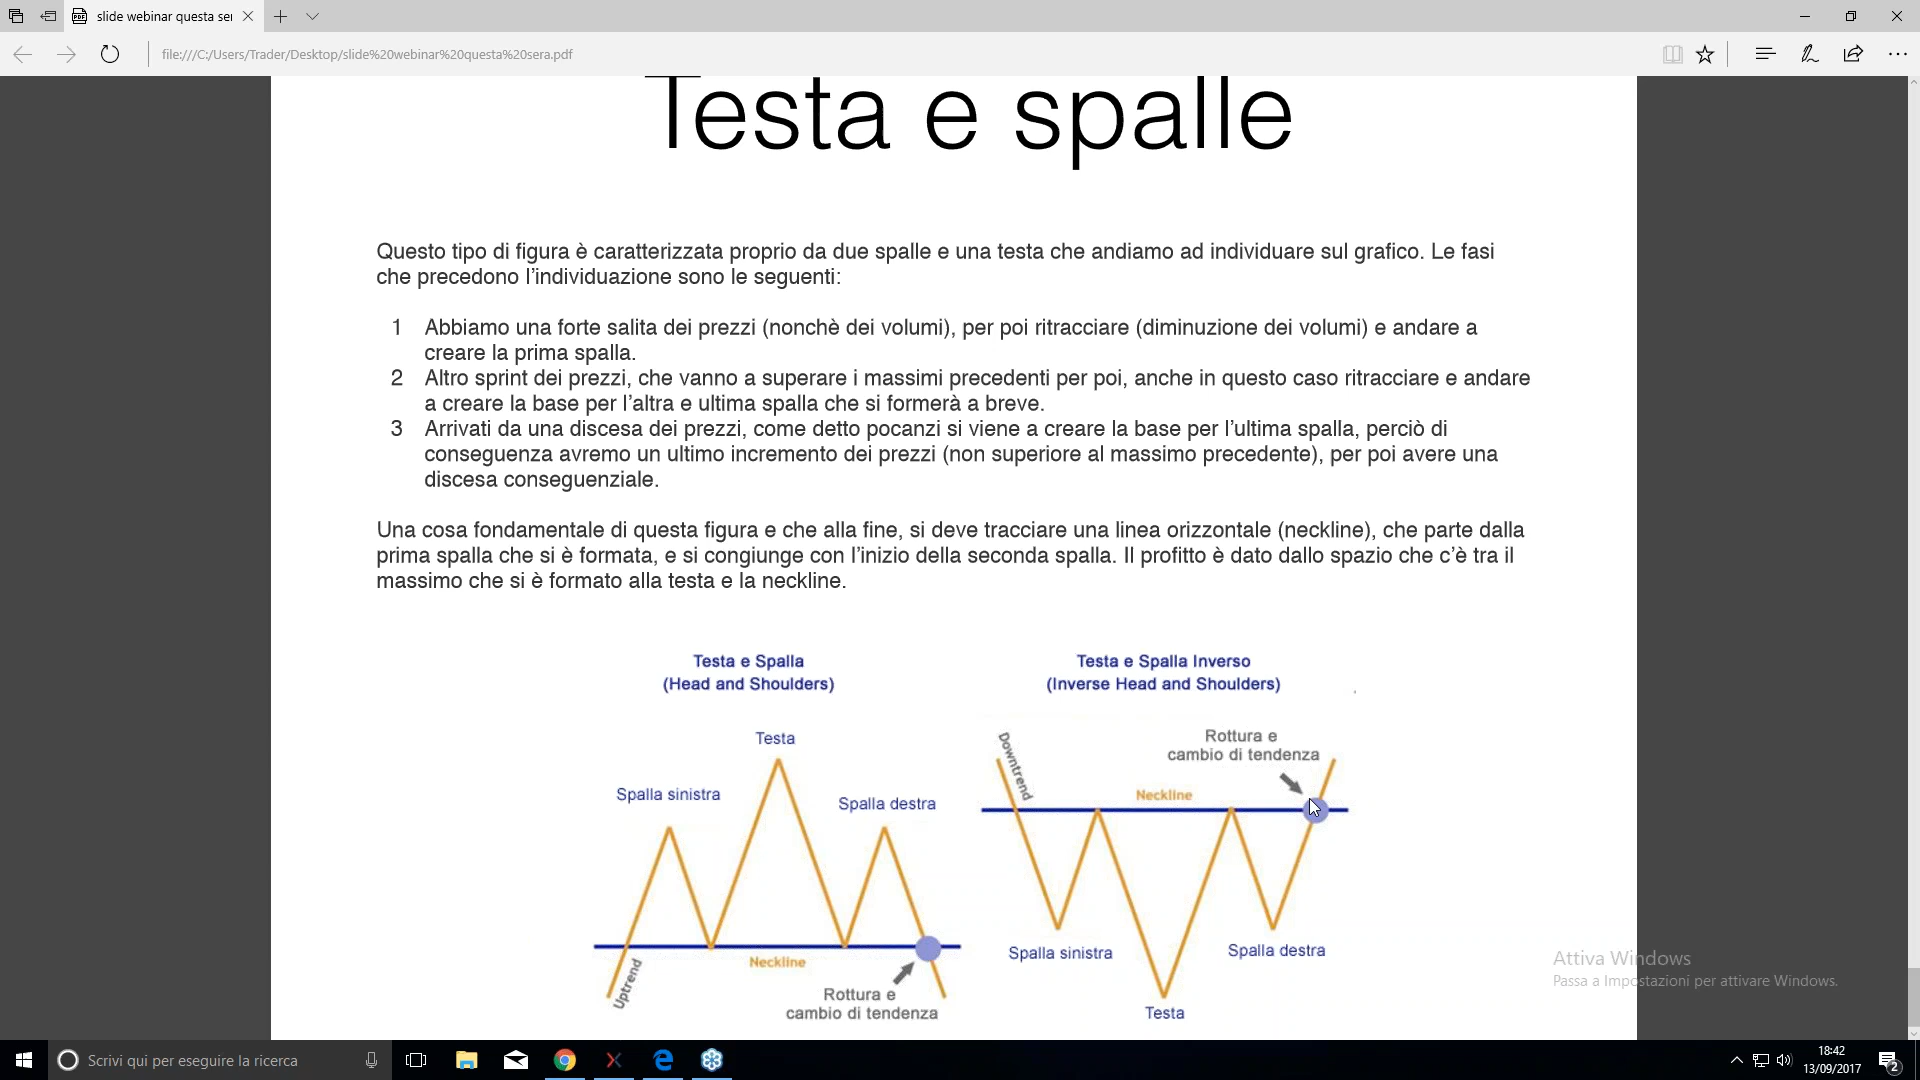 slide webinar questa ser
file:///C:/Users/Trader/Desktop/slide%20webinar%20questa%20sera.pdf
Testa e spalle
Questo tipo di figura è caratterizzata proprio da due spalle e una testa che andiamo ad individuare sul grafico. Le fasi
che precedono l'individuazione sono le seguenti:
1 Abbiamo una forte salita dei prezzi (nonchè dei volumi), per poi ritracciare (diminuzione dei volumi) e andare a
creare la prima spalla.
2 Altro sprint dei prezzi, che vanno a superare i massimi precedenti per poi, anche in questo caso ritracciare e andare
a creare la base per l'altra e ultima spalla che si formerà a breve.
3 Arrivati da una discesa dei prezzi, come detto pocanzi si viene a creare la base per l'ultima spalla, perciò di
conseguenza avremo un ultimo incremento dei prezzi (non superiore al massimo precedente), per poi avere una
discesa conseguenziale.
Una cosa fondamentale di questa figura e che alla fine, si deve tracciare una linea orizzontale (neckline), che parte dalla
prima spalla che si è formata, e si congiunge con l'inizio della seconda spalla. Il profitto è dato dallo spazio che c'è tra il
massimo che si è formato alla testa e la neckline.
Testa e Spalla
(Head and Shoulders)
Testa
Spalla sinistra
Spalla destra
Neckline
Uptrend
Rottura e
cambio di tendenza
Testa e Spalla Inverso
(Inverse Head and Shoulders)
Downtrend
Rottura e
cambio di tendenza
Neckline
Spalla sinistra
Spalla destra
Testa
Attiva Windows
Passa a Impostazioni per attivare Windows.
Scrivi qui per eseguire la ricerca
18:42
13/09/2017
2